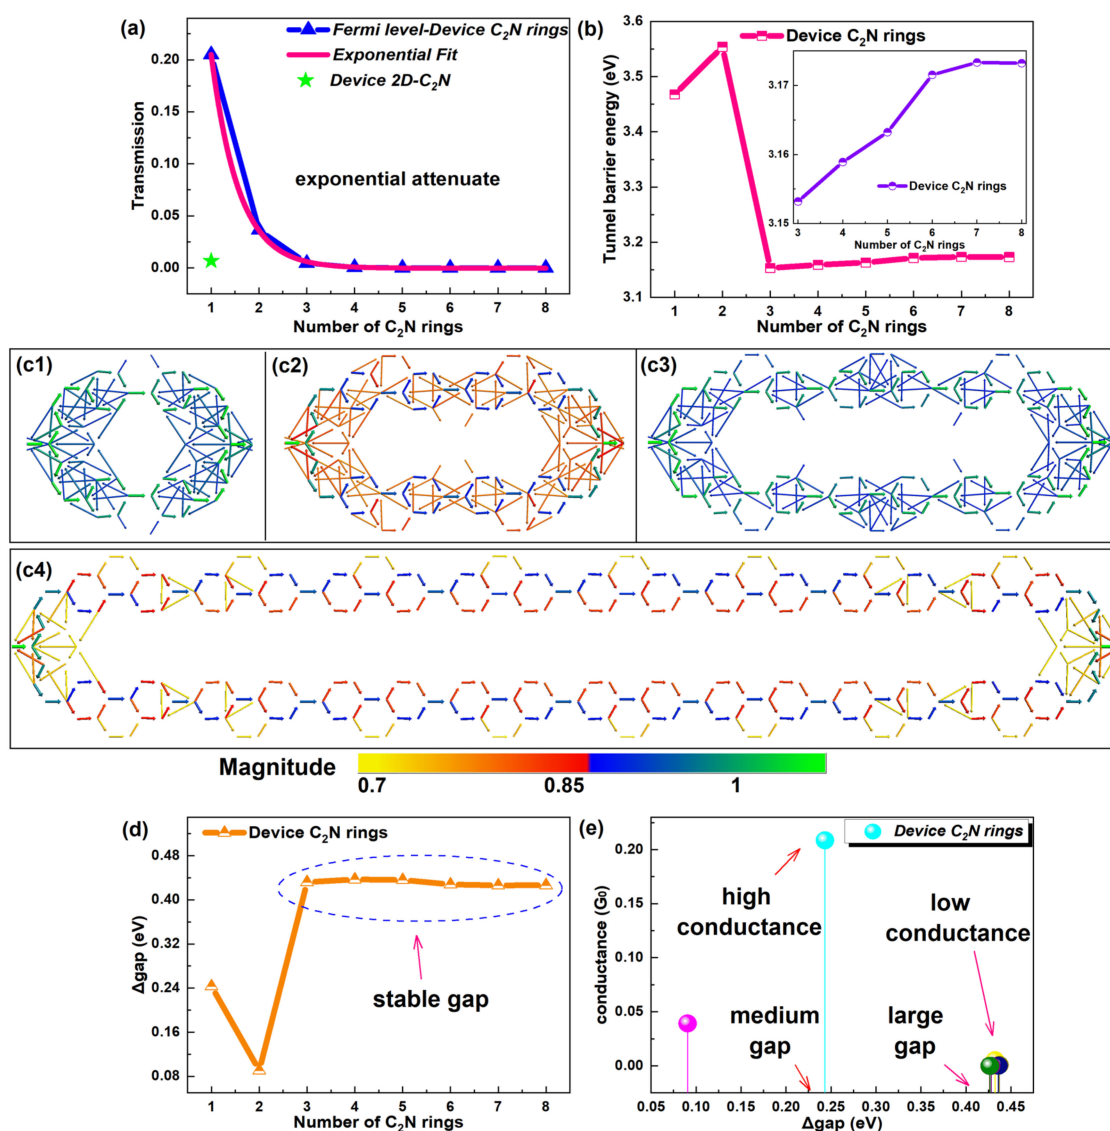 (a)
Fermi level-Device C₂N rings
Exponential Fit
Device 2D-C₂N
exponential attenuate
Transmission
0.20
0.15
0.10
0.05
0.00
1 2 3 4 5 6 7 8
Number of C₂N rings
(b)
Device C₂N rings
Tunnel barrier energy (eV)
3.6
3.5
3.4
3.3
3.2
3.1
1 2 3 4 5 6 7 8
Number of C₂N rings
3.17
3.16
3.15
Device C₂N rings
3 4 5 6 7 8
Number of C₂N rings
(c1)
(c2)
(c3)
(c4)
Magnitude
0.7 0.85 1
(d)
Device C₂N rings
Δgap (eV)
0.48
0.40
0.32
0.24
0.16
0.08
stable gap
1 2 3 4 5 6 7 8
Number of C₂N rings
(e)
Device C₂N rings
conductance (G₀)
0.20
0.15
0.10
0.05
0.00
high
conductance
low
conductance
medium
gap
large
gap
0.05 0.10 0.15 0.20 0.25 0.30 0.35 0.40 0.45
Δgap (eV)